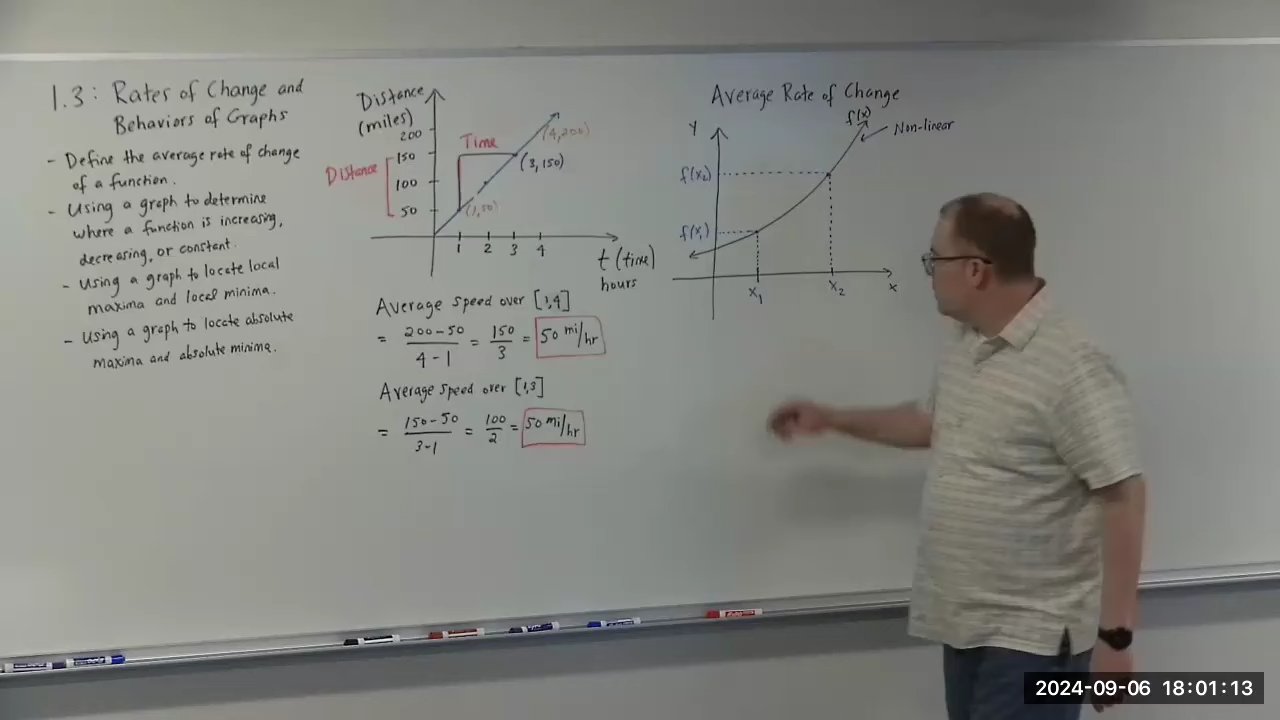 1.3: Rates of Change and
Behaviors of Graphs
- Define the average rate of change
of a function.
- Using a graph to determine
where a function is increasing,
decreasing, or constant.
- Using a graph to locate local
maxima and local minima.
- Using a graph to locate absolute
maxima and absolute minima.
Distance
(miles)
200
150
100
50
Distance
Time
(4,200)
(3,150)
(1,50)
1 2 3 4
t (time)
hours
Average speed over [1,4]
= 200-50 / 4-1 = 150/3 = 50 mi/hr
Average speed over [1,3]
= 150-50 / 3-1 = 100/2 = 50 mi/hr
Average Rate of Change
y
f(x)
Non-linear
f(x₂)
f(x₁)
x₁ x₂ x
2024-09-06 18:01:13